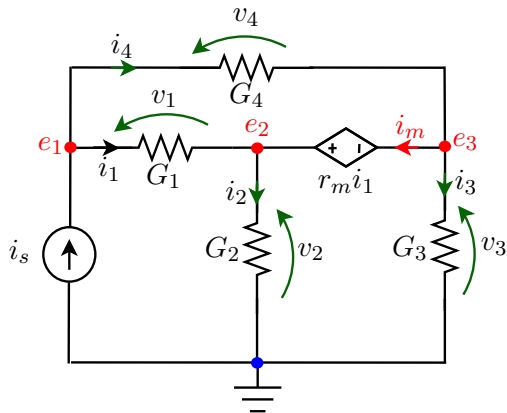 v₄
i₄
G₄
v₁
e₁
e₂
iₘ
e₃
i₁
G₁
+ −
rₘi₁
i₂
i₃
G₂
v₂
G₃
v₃
iₛ